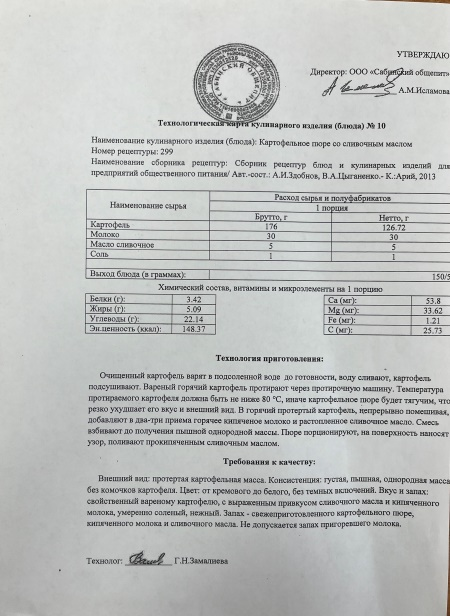 УТВЕРЖДАЮ
Директор: ООО «Сабинский общепит»
А.М.Исламова
САБИНСКИЙ ОБЩЕПИТ
Технологическая карта кулинарного изделия (блюда) № 10
Наименование кулинарного изделия (блюда): Картофельное пюре со сливочным маслом
Номер рецептуры: 299
Наименование сборника рецептур: Сборник рецептур блюд и кулинарных изделий для
предприятий общественного питания/ Авт.-сост.: А.И.Здобнов, В.А.Цыганенко.- К.:Арий, 2013
Наименование сырья Расход сырья и полуфабрикатов
1 порция
Брутто, г Нетто, г
Картофель 176 126.72
Молоко 30 30
Масло сливочное 5 5
Соль 1 1
Выход блюда (в граммах): 150/5
Химический состав, витамины и микроэлементы на 1 порцию
Белки (г): 3.42 Ca (мг): 53.8
Жиры (г): 5.09 Mg (мг): 33.62
Углеводы (г): 22.14 Fe (мг): 1.21
Эн.ценность (ккал): 148.37 C (мг): 25.73
Технология приготовления:
Очищенный картофель варят в подсоленной воде до готовности, воду сливают, картофель
подсушивают. Вареный горячий картофель протирают через протирочную машину. Температура
протираемого картофеля должна быть не ниже 80 °С, иначе картофельное пюре будет тягучим, что
резко ухудшает его вкус и внешний вид. В горячий протертый картофель, непрерывно помешивая,
добавляют в два-три приема горячее кипяченое молоко и растопленное сливочное масло. Смесь
взбивают до получения пышной однородной массы. Пюре порционируют, на поверхность наносят
узор, поливают прокипяченным сливочным маслом.
Требования к качеству:
Внешний вид: протертая картофельная масса. Консистенция: густая, пышная, однородная масса
без комочков картофеля. Цвет: от кремового до белого, без темных включений. Вкус и запах:
свойственный вареному картофелю, с выраженным привкусом сливочного масла и кипяченного
молока, умеренно соленый, нежный. Запах - свежеприготовленного картофельного пюре,
кипяченного молока и сливочного масла. Не допускается запах пригоревшего молока.
Технолог: Г.Н.Замалиева